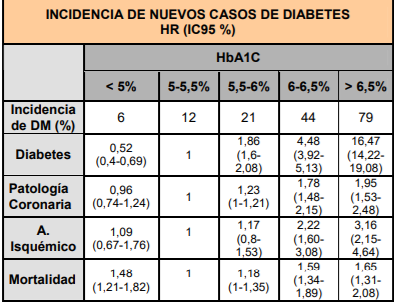 INCIDENCIA DE NUEVOS CASOS DE DIABETES
HR (IC95 %)
HbA1C
< 5% 5-5,5% 5,5-6% 6-6,5% > 6,5%
Incidencia
de DM (%) 6 12 21 44 79
Diabetes 0,52 (0,4-0,69) 1 1,86 (1,6-2,08) 4,48 (3,92-5,13) 16,47 (14,22-19,08)
Patología
Coronaria 0,96 (0,74-1,24) 1 1,23 (1-1,21) 1,78 (1,48-2,15) 1,95 (1,53-2,48)
A.
Isquémico 1,09 (0,67-1,76) 1 1,17 (0,8-1,53) 2,22 (1,60-3,08) 3,16 (2,15-4,64)
Mortalidad 1,48 (1,21-1,82) 1 1,18 (1-1,35) 1,59 (1,34-1,89) 1,65 (1,31-2,08)